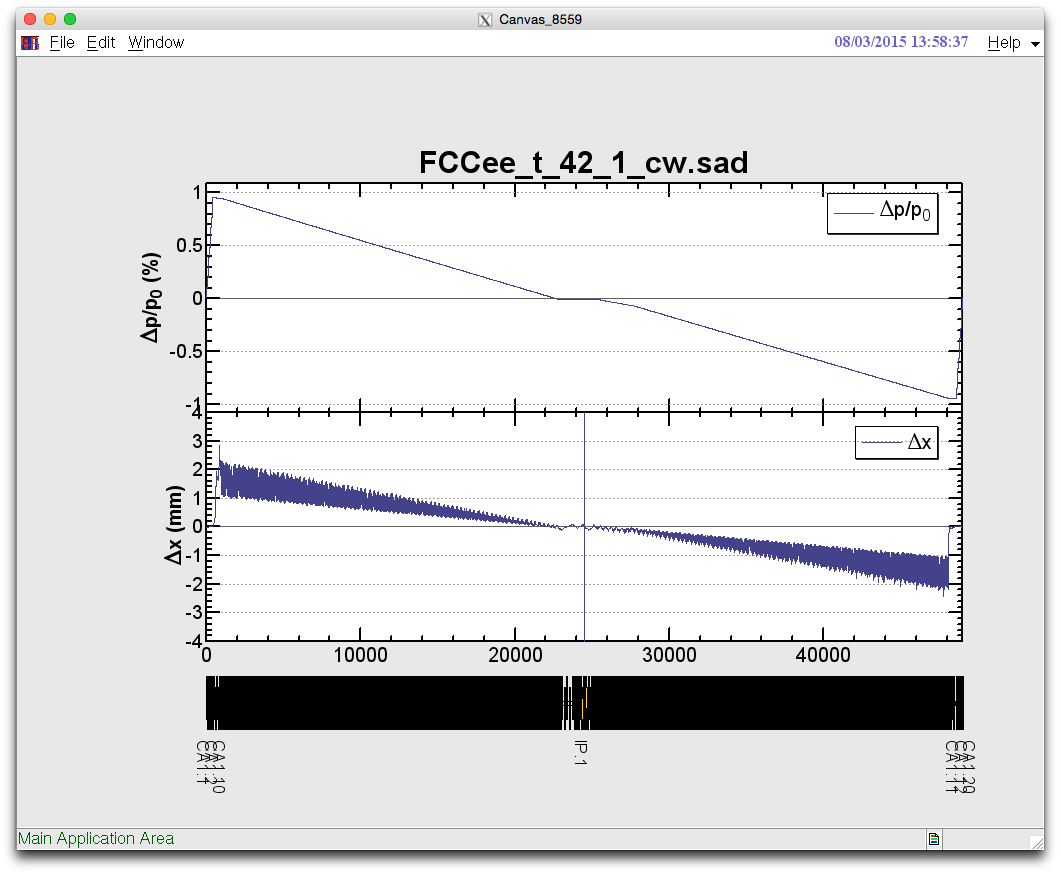 Canvas_8559
File Edit Window 08/03/2015 13:58:37 Help
FCCee_t_42_1_cw.sad
1
0.5
0
-0.5
-1
Δp/p0 (%)
Δp/p0
4
3
2
1
0
-1
-2
-3
-4
Δx (mm)
Δx
0 10000 20000 30000 40000
IP.1
Main Application Area